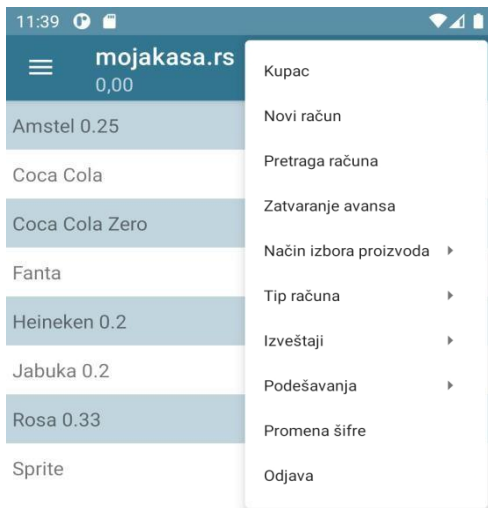 11:39
mojakasa.rs
0,00
Amstel 0.25
Coca Cola
Coca Cola Zero
Fanta
Heineken 0.2
Jabuka 0.2
Rosa 0.33
Sprite
Kupac
Novi račun
Pretraga računa
Zatvaranje avansa
Način izbora proizvoda
Tip računa
Izveštaji
Podešavanja
Promena šifre
Odjava